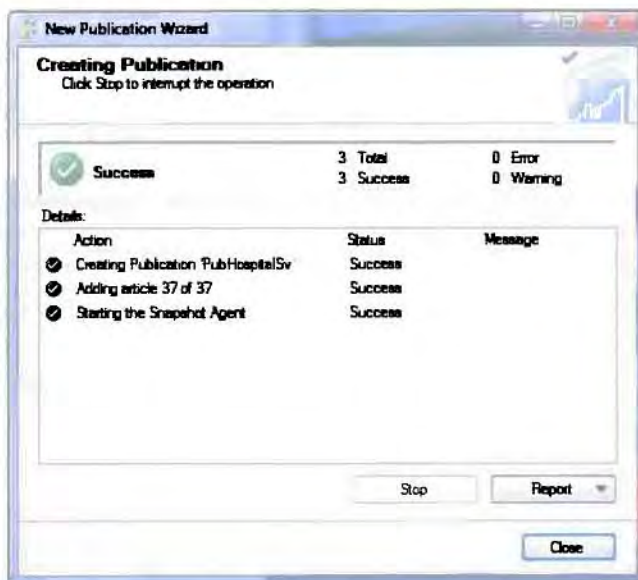 New Publication Wizard
Creating Publication
Click Stop to interrupt the operation
Success
3 Total
0 Error
3 Success
0 Warning
Details:
Action Status Message
Creating Publication 'PubHospitalSv Success
Adding article 37 of 37 Success
Starting the Snapshot Agent Success
Stop
Report
Close